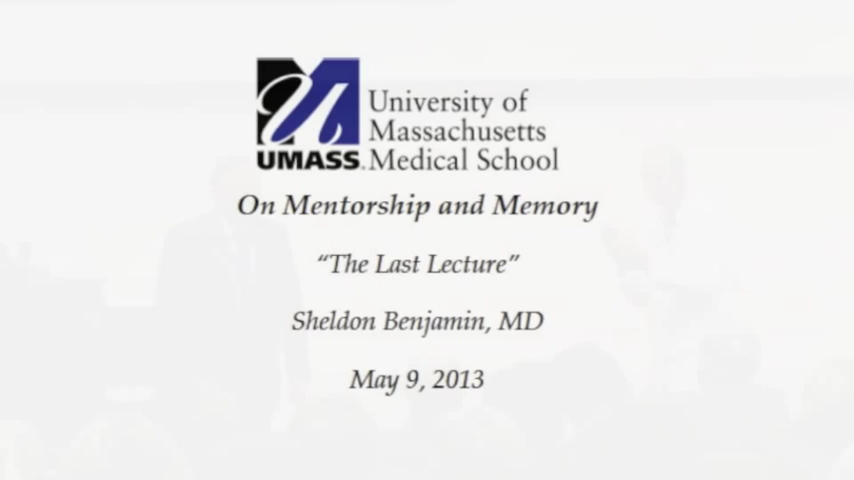 University of
Massachusetts
UMASS Medical School
On Mentorship and Memory
“The Last Lecture”
Sheldon Benjamin, MD
May 9, 2013